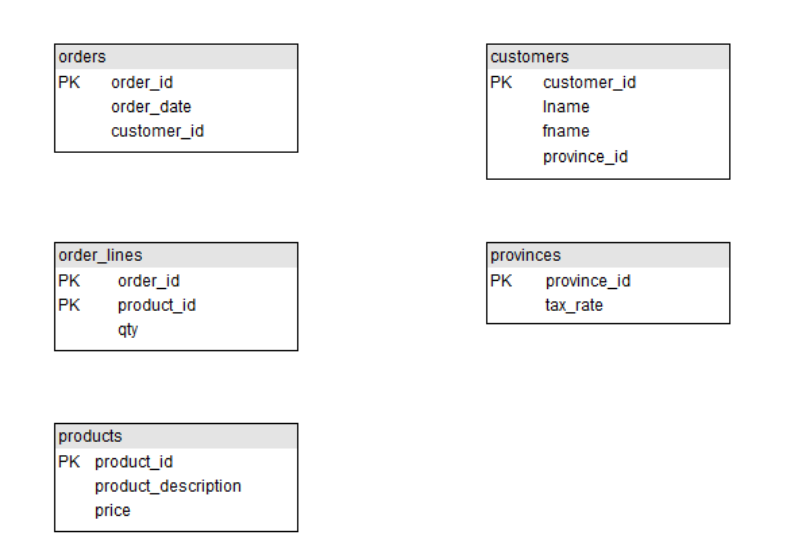 orders
PK order_id
order_date
customer_id
customers
PK customer_id
lname
fname
province_id
order_lines
PK order_id
PK product_id
qty
provinces
PK province_id
tax_rate
products
PK product_id
product_description
price